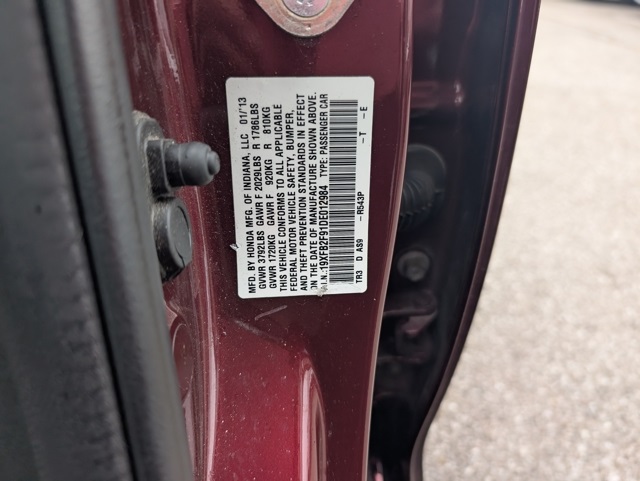 MFD. BY HONDA MFG. OF INDIANA, LLC 01/'13
GVWR 3792LBS GAWR F 2029LBS R 1786LBS
GVWR 1720KG GAWR F 920KG R 810KG
THIS VEHICLE CONFORMS TO ALL APPLICABLE
FEDERAL MOTOR VEHICLE SAFETY, BUMPER,
AND THEFT PREVENTION STANDARDS IN EFFECT
ON THE DATE OF MANUFACTURE SHOWN ABOVE.
V.I.N. 19XFB2F91DE012984 TYPE: PASSENGER CAR
TR3 D AS9 -R543P -T -E